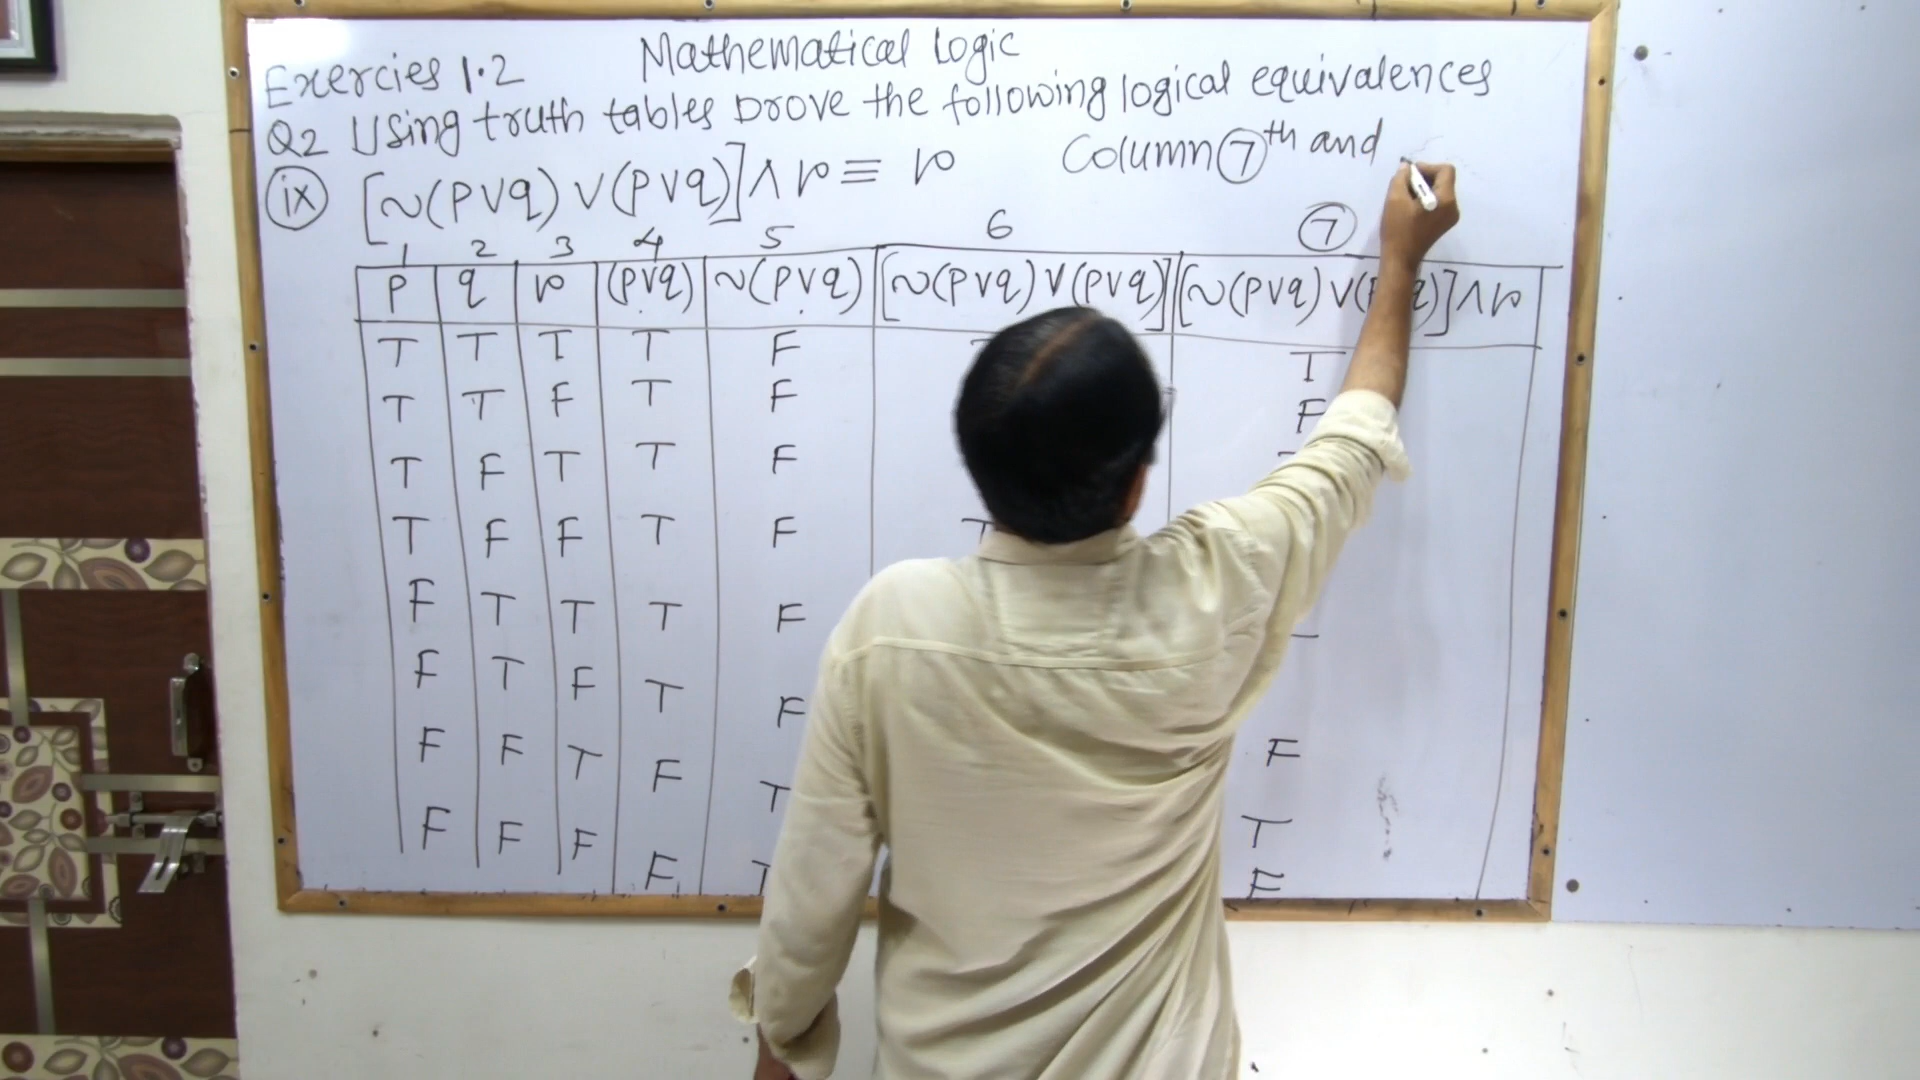 Mathematical Logic
Exercies 1.2
Q2 Using truth tables prove the following logical equivalences
ix [~(p∨q) ∨ (p∨q)] ∧ r ≡ r Column 7th and
1 2 3 4 5 6 7
p q r (p∨q) ~(p∨q) [~(p∨q) ∨ (p∨q)] [~(p∨q) ∨ (p∨q)] ∧ r
T T T T F T
T T F T F F
T F T T F
T F F T F T
F T T T F
F T F T F F
F F T F T T
F F F F T F